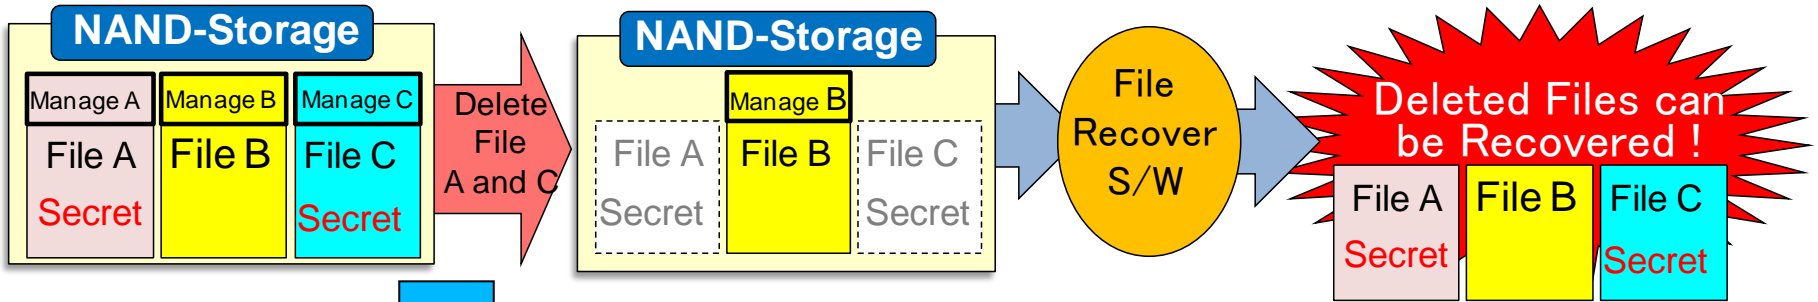 NAND-Storage
Manage A
Manage B
Manage C
File A
Secret
File B
File C
Secret
Delete
File
A and C
NAND-Storage
Manage B
File A
Secret
File B
File C
Secret
File
Recover
S/W
Deleted Files can
be Recovered !
File A
Secret
File B
File C
Secret